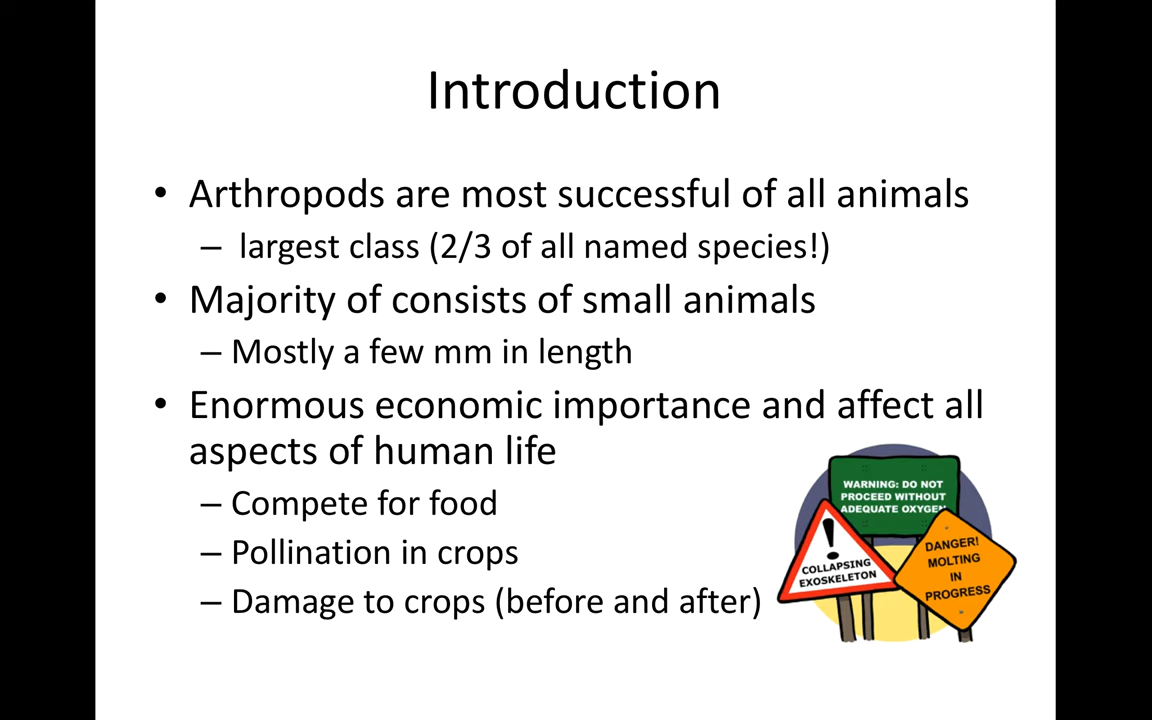 Introduction
• Arthropods are most successful of all animals
– largest class (2/3 of all named species!)
• Majority of consists of small animals
– Mostly a few mm in length
• Enormous economic importance and affect all
aspects of human life
– Compete for food
– Pollination in crops
– Damage to crops (before and after)
WARNING: DO NOT
PROCEED WITHOUT
ADEQUATE OXYGEN
!
COLLAPSING
EXOSKELETON
DANGER!
MOLTING
IN
PROGRESS